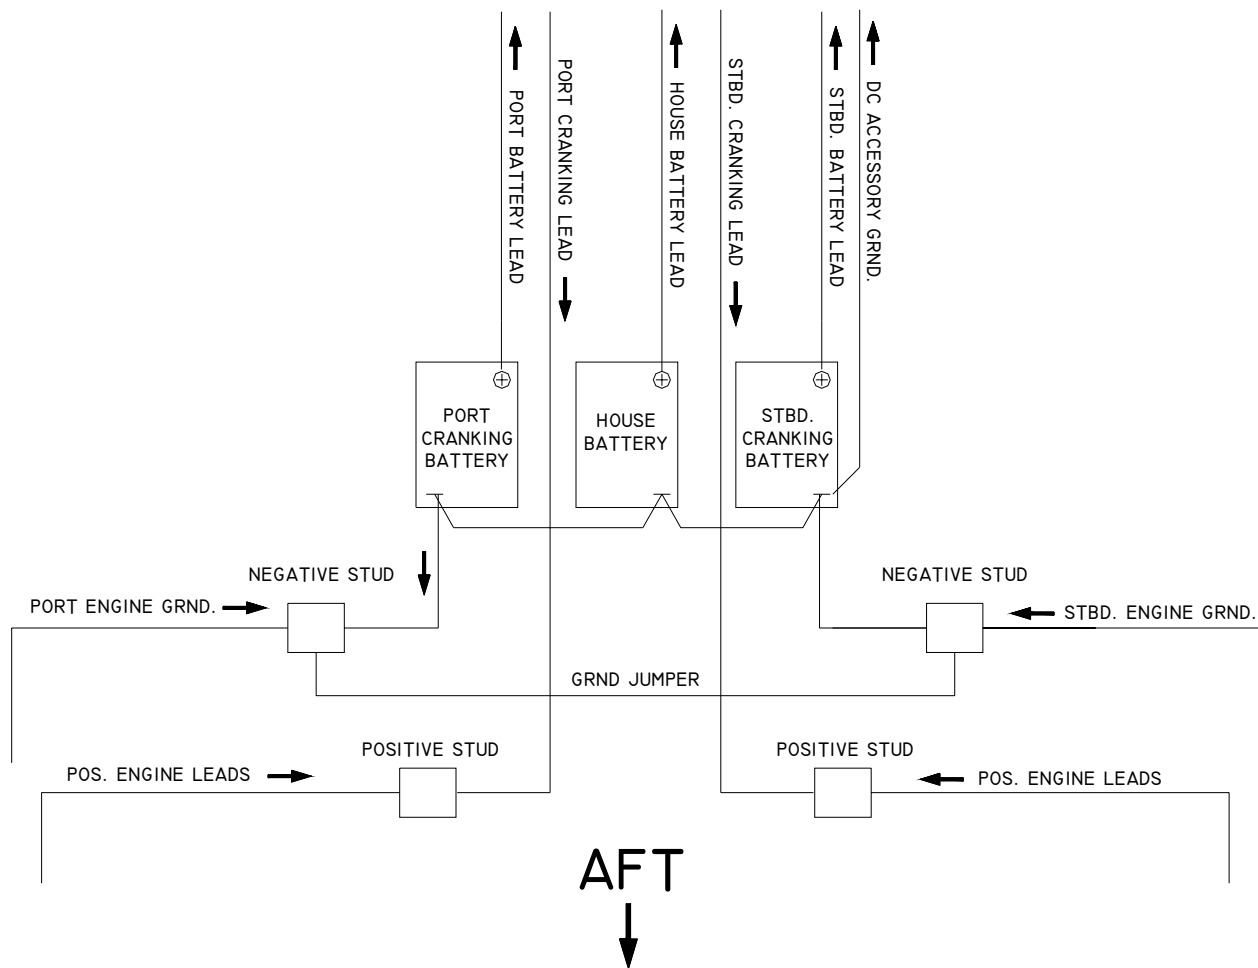 PORT BATTERY LEAD
PORT CRANKING LEAD
HOUSE BATTERY LEAD
STBD. CRANKING LEAD
STBD. BATTERY LEAD
DC ACCESSORY GRND.
PORT
CRANKING
BATTERY
HOUSE
BATTERY
STBD.
CRANKING
BATTERY
NEGATIVE STUD
NEGATIVE STUD
PORT ENGINE GRND.
STBD. ENGINE GRND.
GRND JUMPER
POSITIVE STUD
POSITIVE STUD
POS. ENGINE LEADS
POS. ENGINE LEADS
AFT